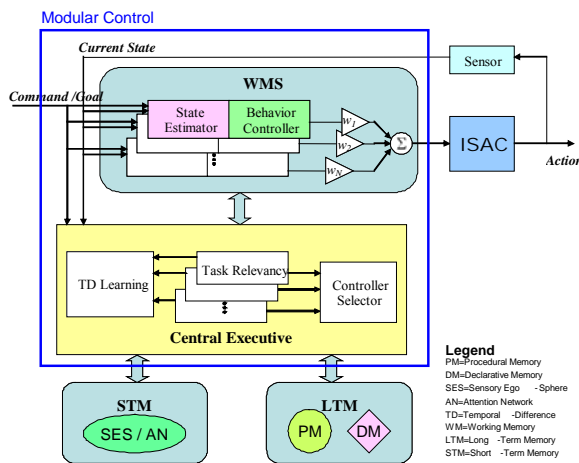 Modular Control
Current State
Sensor
WMS
Command /Goal
State
Estimator
Behavior
Controller
w1
w2
wN
Σ
ISAC
Action
TD Learning
Task Relevancy
Controller
Selector
Central Executive
STM
SES / AN
LTM
PM
DM
Legend
PM=Procedural Memory
DM=Declarative Memory
SES=Sensory Ego -Sphere
AN=Attention Network
TD=Temporal -Difference
WM=Working Memory
LTM=Long -Term Memory
STM=Short -Term Memory